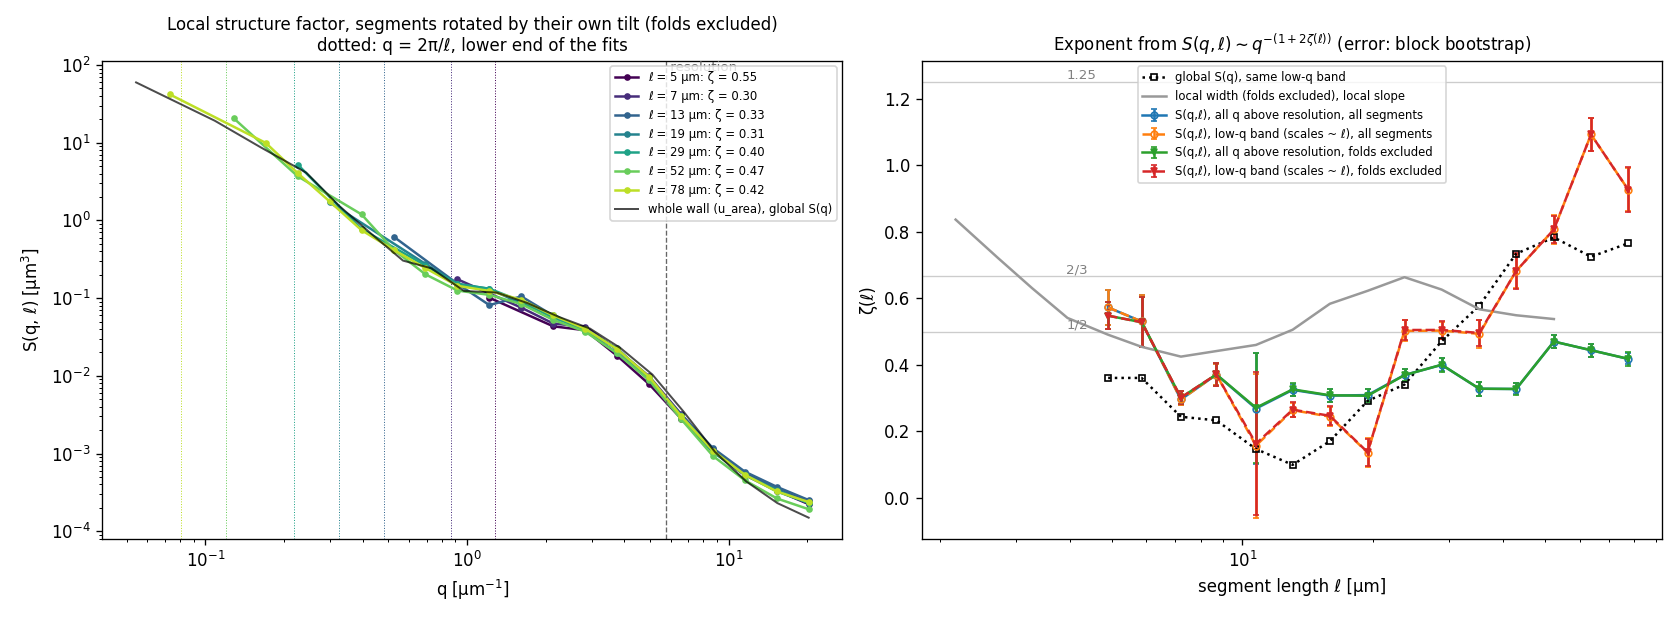 Local structure factor, segments rotated by their own tilt (folds excluded)
dotted: q = 2π/ℓ, lower end of the fits
resolution
ℓ = 5 µm: ζ = 0.55
ℓ = 7 µm: ζ = 0.30
ℓ = 13 µm: ζ = 0.33
ℓ = 19 µm: ζ = 0.31
ℓ = 29 µm: ζ = 0.40
ℓ = 52 µm: ζ = 0.47
ℓ = 78 µm: ζ = 0.42
whole wall (u_area), global S(q)
S(q, ℓ) [µm³]
10²
10¹
10⁰
10⁻¹
10⁻²
10⁻³
10⁻⁴
10⁻¹
10⁰
10¹
q [µm⁻¹]
Exponent from S(q, ℓ) ~ q^−(1+2ζ(ℓ)) (error: block bootstrap)
global S(q), same low-q band
local width (folds excluded), local slope
S(q,ℓ), all q above resolution, all segments
S(q,ℓ), low-q band (scales ~ ℓ), all segments
S(q,ℓ), all q above resolution, folds excluded
S(q,ℓ), low-q band (scales ~ ℓ), folds excluded
1.25
2/3
1/2
ζ(ℓ)
1.2
1.0
0.8
0.6
0.4
0.2
0.0
10¹
segment length ℓ [µm]